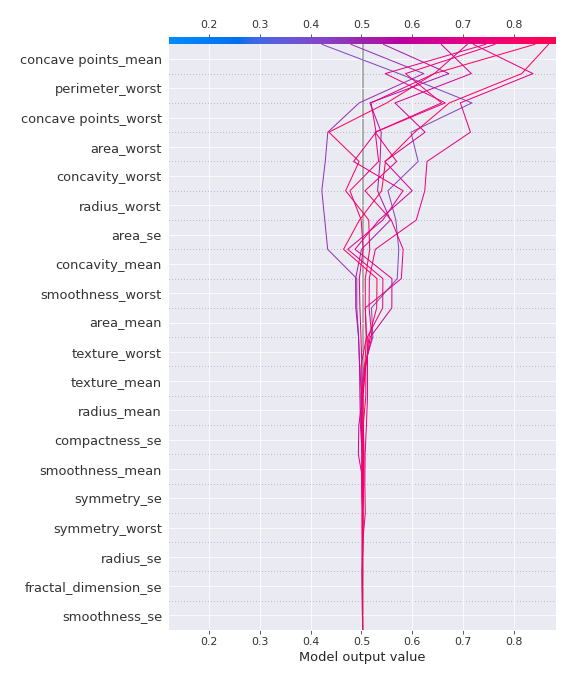 0.2 0.3 0.4 0.5 0.6 0.7 0.8
concave points_mean
perimeter_worst
concave points_worst
area_worst
concavity_worst
radius_worst
area_se
concavity_mean
smoothness_worst
area_mean
texture_worst
texture_mean
radius_mean
compactness_se
smoothness_mean
symmetry_se
symmetry_worst
radius_se
fractal_dimension_se
smoothness_se
0.2 0.3 0.4 0.5 0.6 0.7 0.8
Model output value